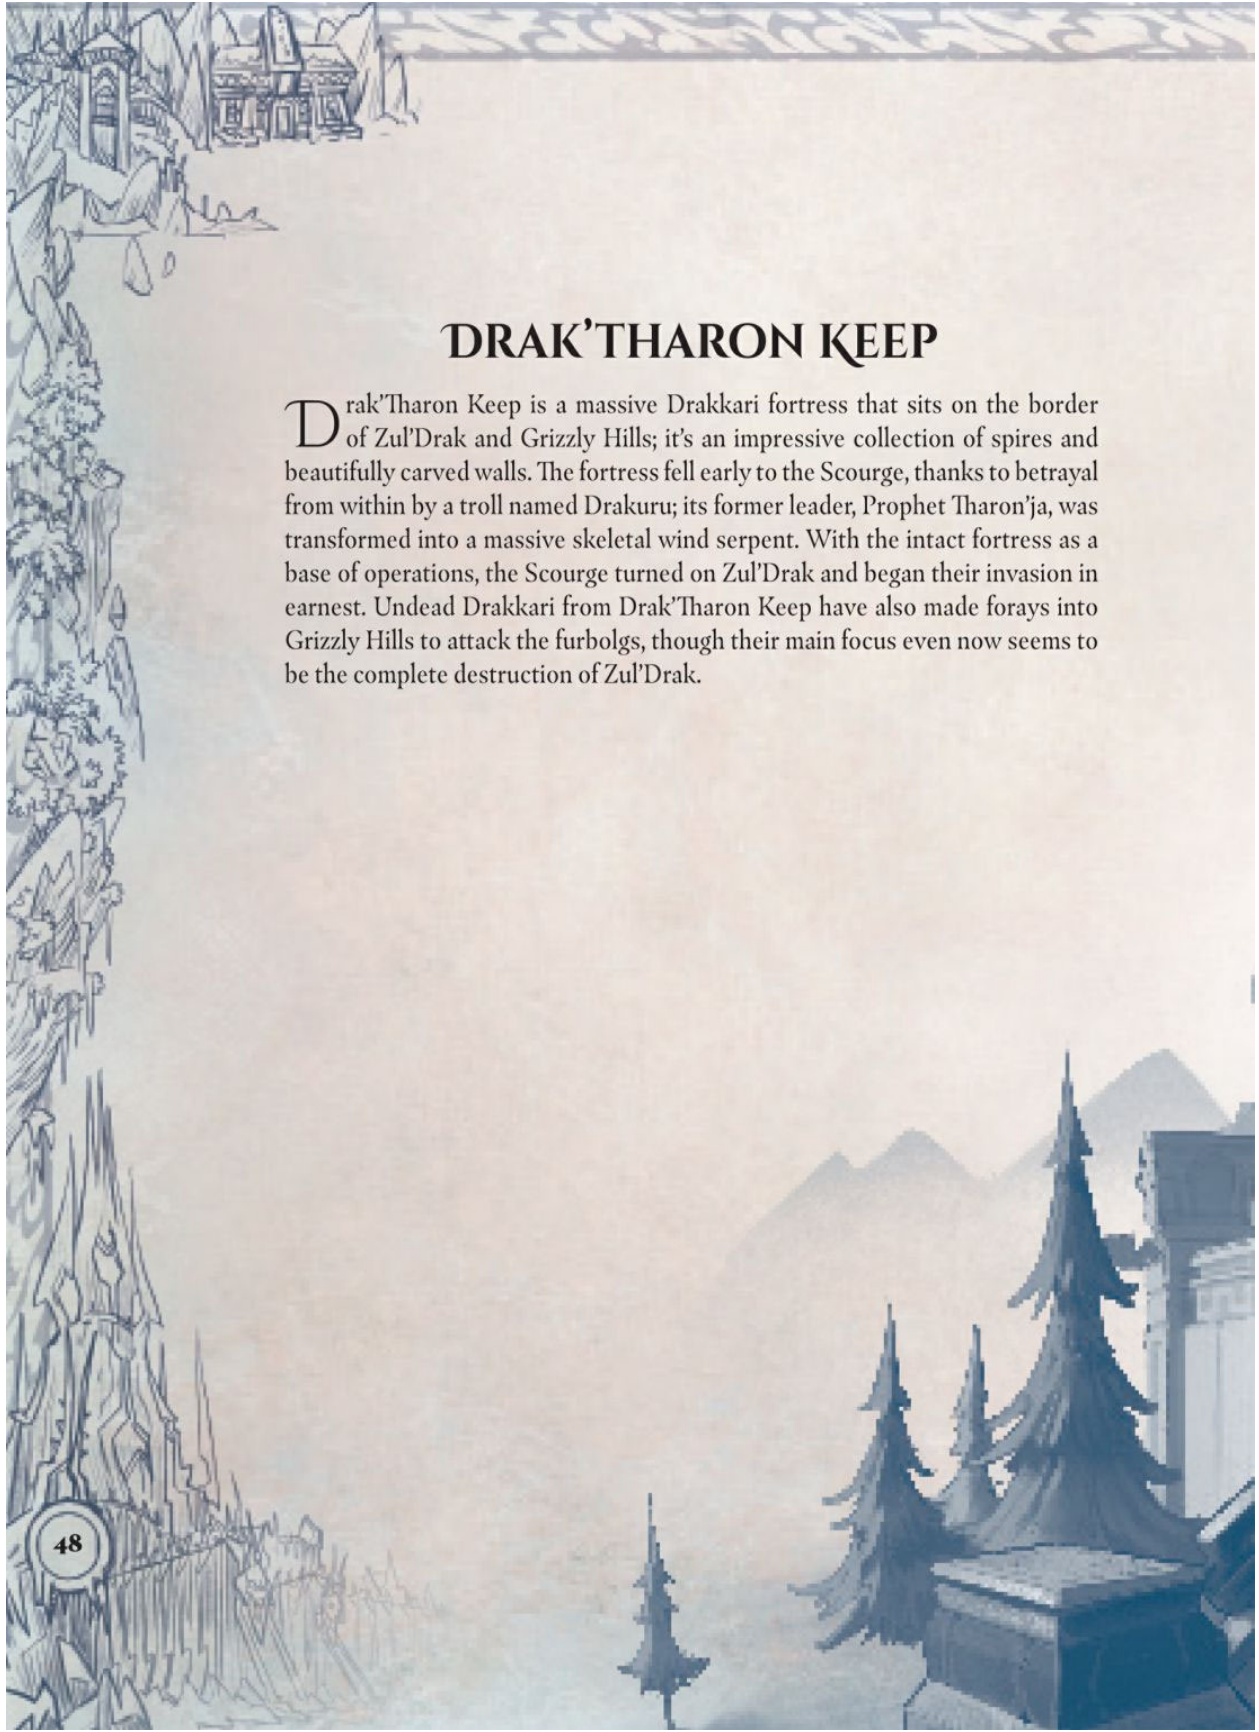 DRAK'THARON KEEP
Drak'Tharon Keep is a massive Drakkari fortress that sits on the border
of Zul'Drak and Grizzly Hills; it's an impressive collection of spires and
beautifully carved walls. The fortress fell early to the Scourge, thanks to betrayal
from within by a troll named Drakuru; its former leader, Prophet Tharon'ja, was
transformed into a massive skeletal wind serpent. With the intact fortress as a
base of operations, the Scourge turned on Zul'Drak and began their invasion in
earnest. Undead Drakkari from Drak'Tharon Keep have also made forays into
Grizzly Hills to attack the furbolgs, though their main focus even now seems to
be the complete destruction of Zul'Drak.
48